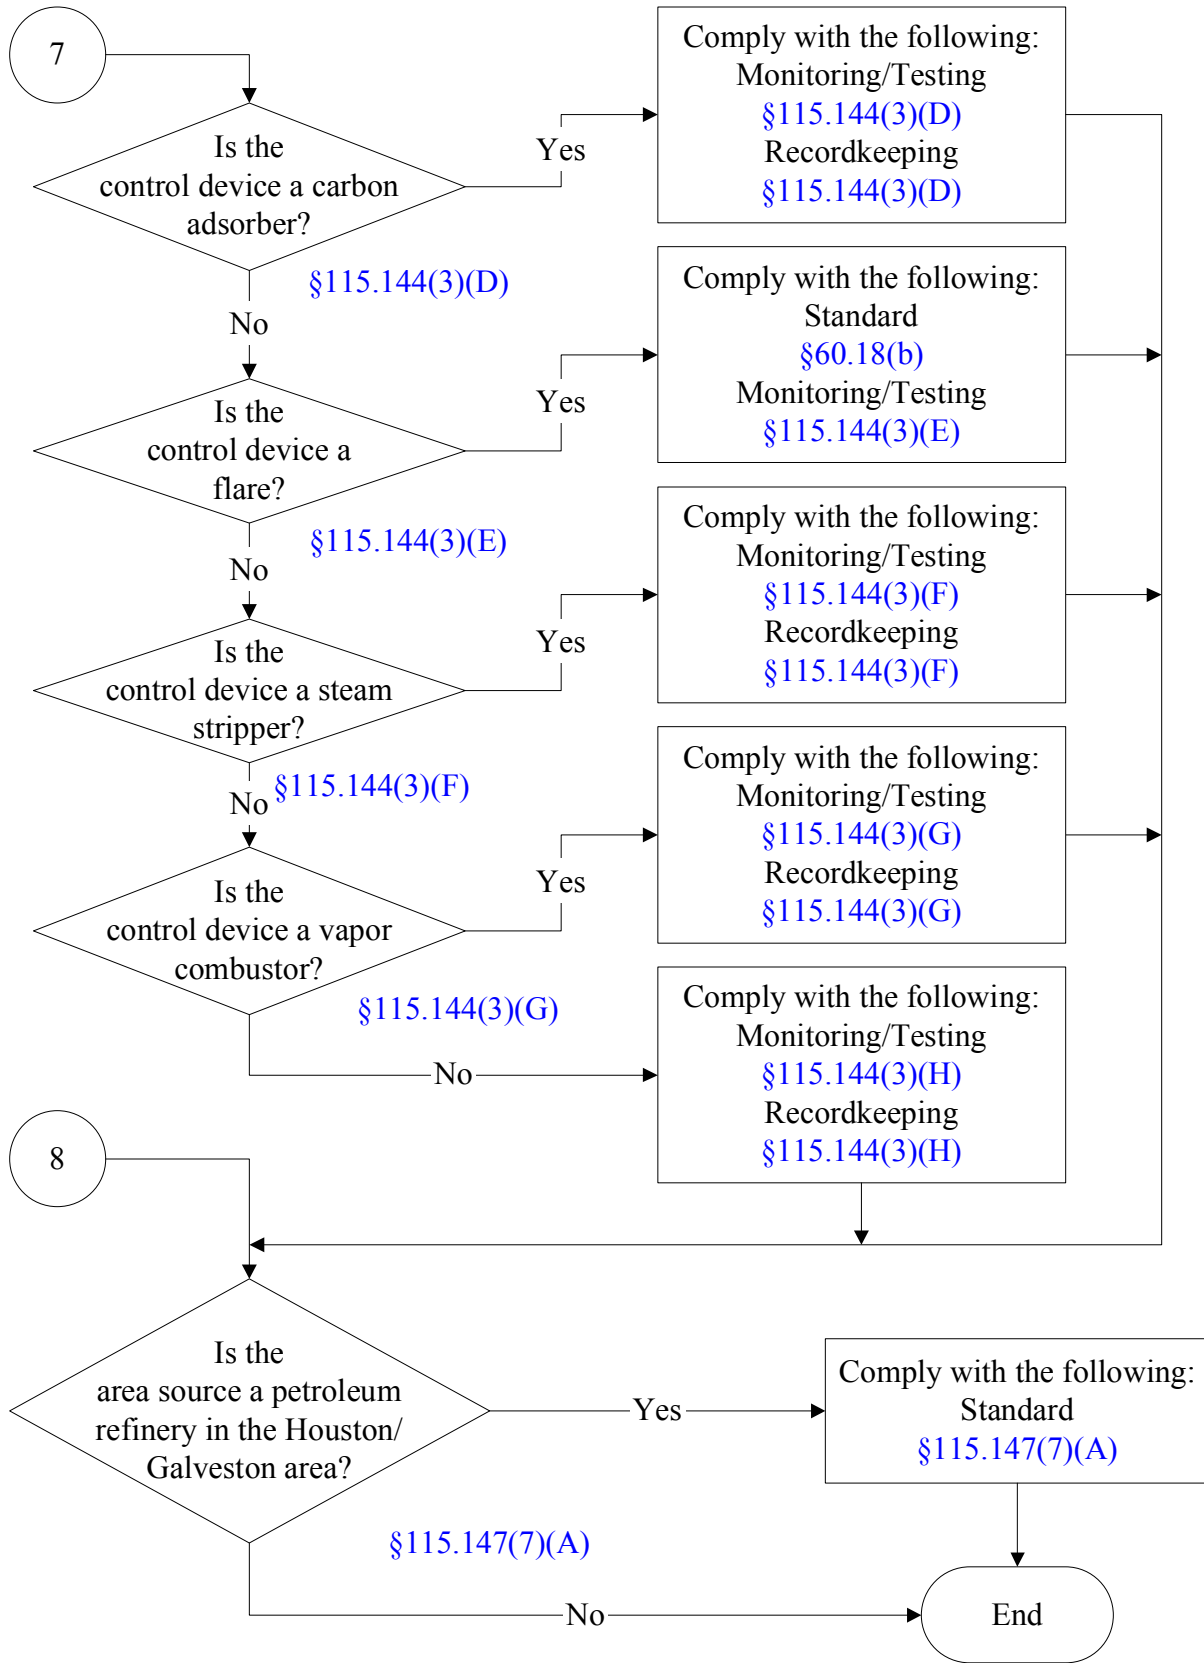 7
Is the
control device a carbon
adsorber?
§115.144(3)(D)
Yes
Comply with the following:
Monitoring/Testing
§115.144(3)(D)
Recordkeeping
§115.144(3)(D)
No
Is the
control device a
flare?
§115.144(3)(E)
Yes
Comply with the following:
Standard
§60.18(b)
Monitoring/Testing
§115.144(3)(E)
No
Is the
control device a steam
stripper?
§115.144(3)(F)
Yes
Comply with the following:
Monitoring/Testing
§115.144(3)(F)
Recordkeeping
§115.144(3)(F)
No
Is the
control device a vapor
combustor?
§115.144(3)(G)
Yes
Comply with the following:
Monitoring/Testing
§115.144(3)(G)
Recordkeeping
§115.144(3)(G)
No
Comply with the following:
Monitoring/Testing
§115.144(3)(H)
Recordkeeping
§115.144(3)(H)
8
Is the
area source a petroleum
refinery in the Houston/
Galveston area?
§115.147(7)(A)
Yes
Comply with the following:
Standard
§115.147(7)(A)
No
End